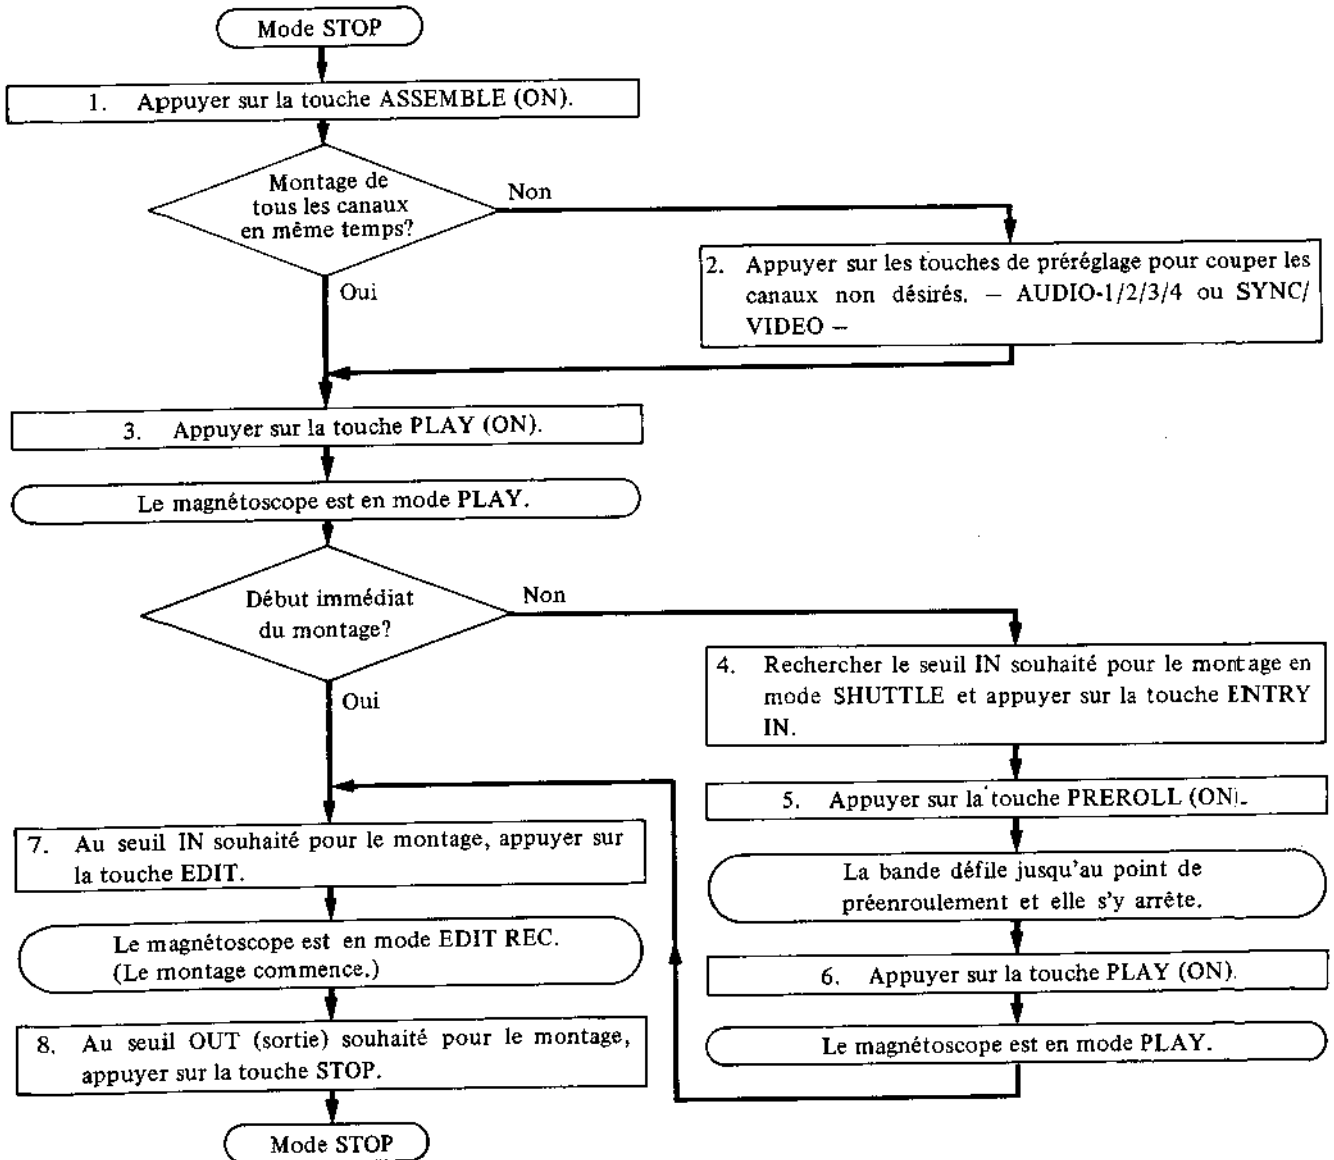 Mode STOP
1. Appuyer sur la touche ASSEMBLE (ON).
Montage de
tous les canaux
en même temps?
Non
Oui
2. Appuyer sur les touches de préréglage pour couper les
canaux non désirés. – AUDIO-1/2/3/4 ou SYNC/
VIDEO –
3. Appuyer sur la touche PLAY (ON).
Le magnétoscope est en mode PLAY.
Début immédiat
du montage?
Non
Oui
4. Rechercher le seuil IN souhaité pour le montage en
mode SHUTTLE et appuyer sur la touche ENTRY
IN.
5. Appuyer sur la touche PREROLL (ON).
La bande défile jusqu'au point de
préenroulement et elle s'y arrête.
6. Appuyer sur la touche PLAY (ON).
Le magnétoscope est en mode PLAY.
7. Au seuil IN souhaité pour le montage, appuyer sur
la touche EDIT.
Le magnétoscope est en mode EDIT REC.
(Le montage commence.)
8. Au seuil OUT (sortie) souhaité pour le montage,
appuyer sur la touche STOP.
Mode STOP